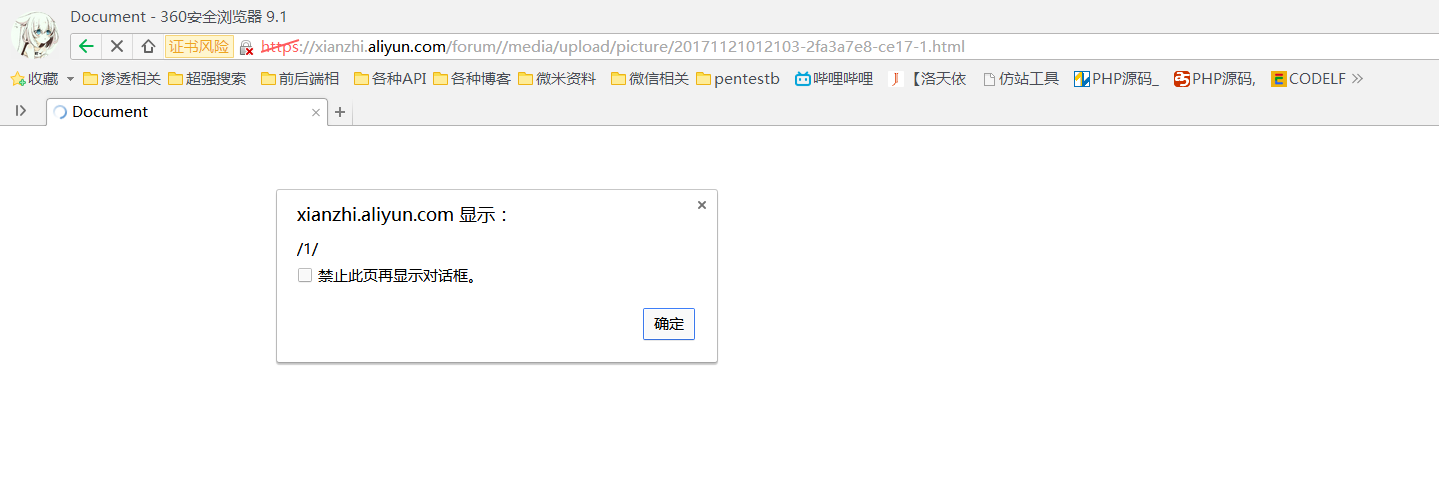 Document - 360安全浏览器 9.1
证书风险 https://xianzhi.aliyun.com/forum//media/upload/picture/20171121012103-2fa3a7e8-ce17-1.html
收藏 渗透相关 超强搜索 前后端相 各种API 各种博客 微米资料 微信相关 pentestb 哔哩哔哩 【洛天依 仿站工具 PHP源码_ PHP源码, CODELF
Document
xianzhi.aliyun.com 显示：
/1/
禁止此页再显示对话框。
确定